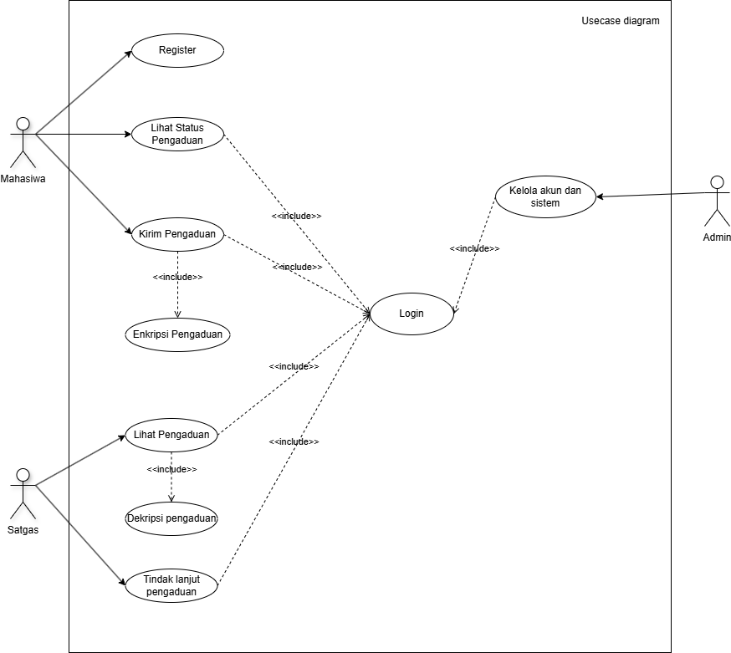 Usecase diagram
Register
Lihat Status
Pengaduan
Mahasiwa
Kelola akun dan
sistem
Admin
<<include>>
Kirim Pengaduan
<<include>>
<<include>>
<<include>>
Login
Enkripsi Pengaduan
<<include>>
Lihat Pengaduan
<<include>>
<<include>>
Dekripsi pengaduan
Satgas
Tindak lanjut
pengaduan